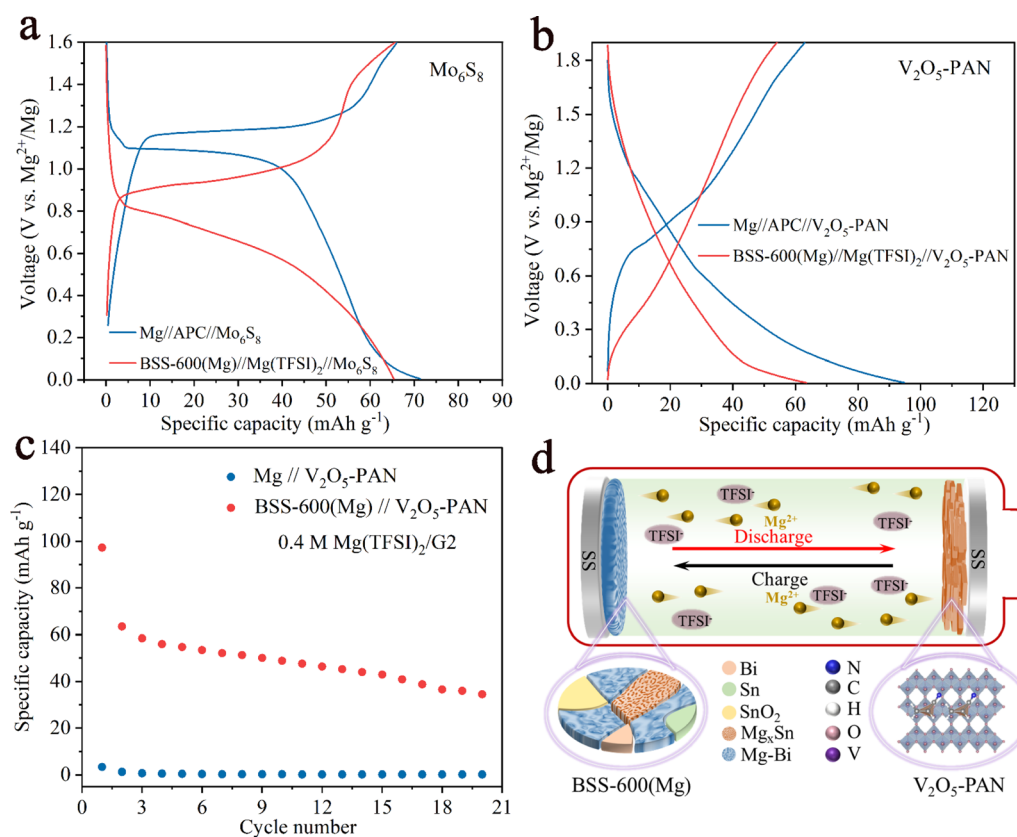 a
Mo₆S₈
Voltage (V vs. Mg²⁺/Mg)
1.6
1.4
1.2
1.0
0.8
0.6
0.4
0.2
0.0
Mg//APC//Mo₆S₈
BSS-600(Mg)//Mg(TFSI)₂//Mo₆S₈
0 10 20 30 40 50 60 70 80 90
Specific capacity (mAh g⁻¹)
b
V₂O₅-PAN
Voltage (V vs. Mg²⁺/Mg)
1.8
1.5
1.2
0.9
0.6
0.3
0.0
Mg//APC//V₂O₅-PAN
BSS-600(Mg)//Mg(TFSI)₂//V₂O₅-PAN
0 20 40 60 80 100 120
Specific capacity (mAh g⁻¹)
c
Specific capacity (mAh g⁻¹)
140
120
100
80
60
40
20
0
Mg // V₂O₅-PAN
BSS-600(Mg) // V₂O₅-PAN
0.4 M Mg(TFSI)₂/G2
0 3 6 9 12 15 18 21
Cycle number
d
SS
SS
TFSI⁻
TFSI⁻
TFSI⁻
Mg²⁺
Discharge
Charge
Mg²⁺
TFSI⁻
TFSI⁻
TFSI⁻
Bi
Sn
SnO₂
MgₓSn
Mg-Bi
N
C
H
O
V
BSS-600(Mg)
V₂O₅-PAN